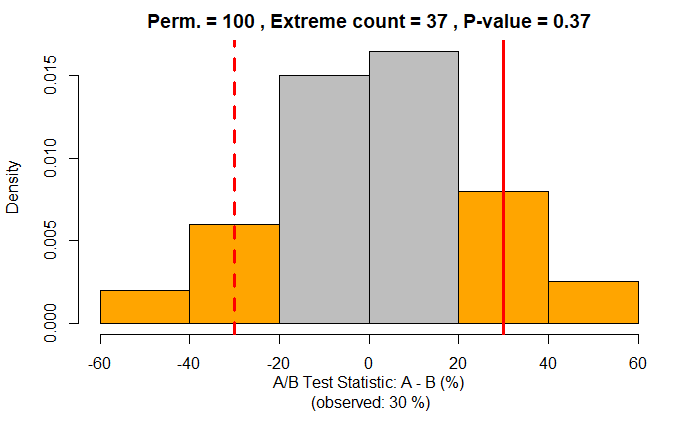 Perm. = 100 , Extreme count = 37 , P-value = 0.37
Density
0.015
0.010
0.005
0.000
-60 -40 -20 0 20 40 60
A/B Test Statistic: A - B (%)
(observed: 30 %)